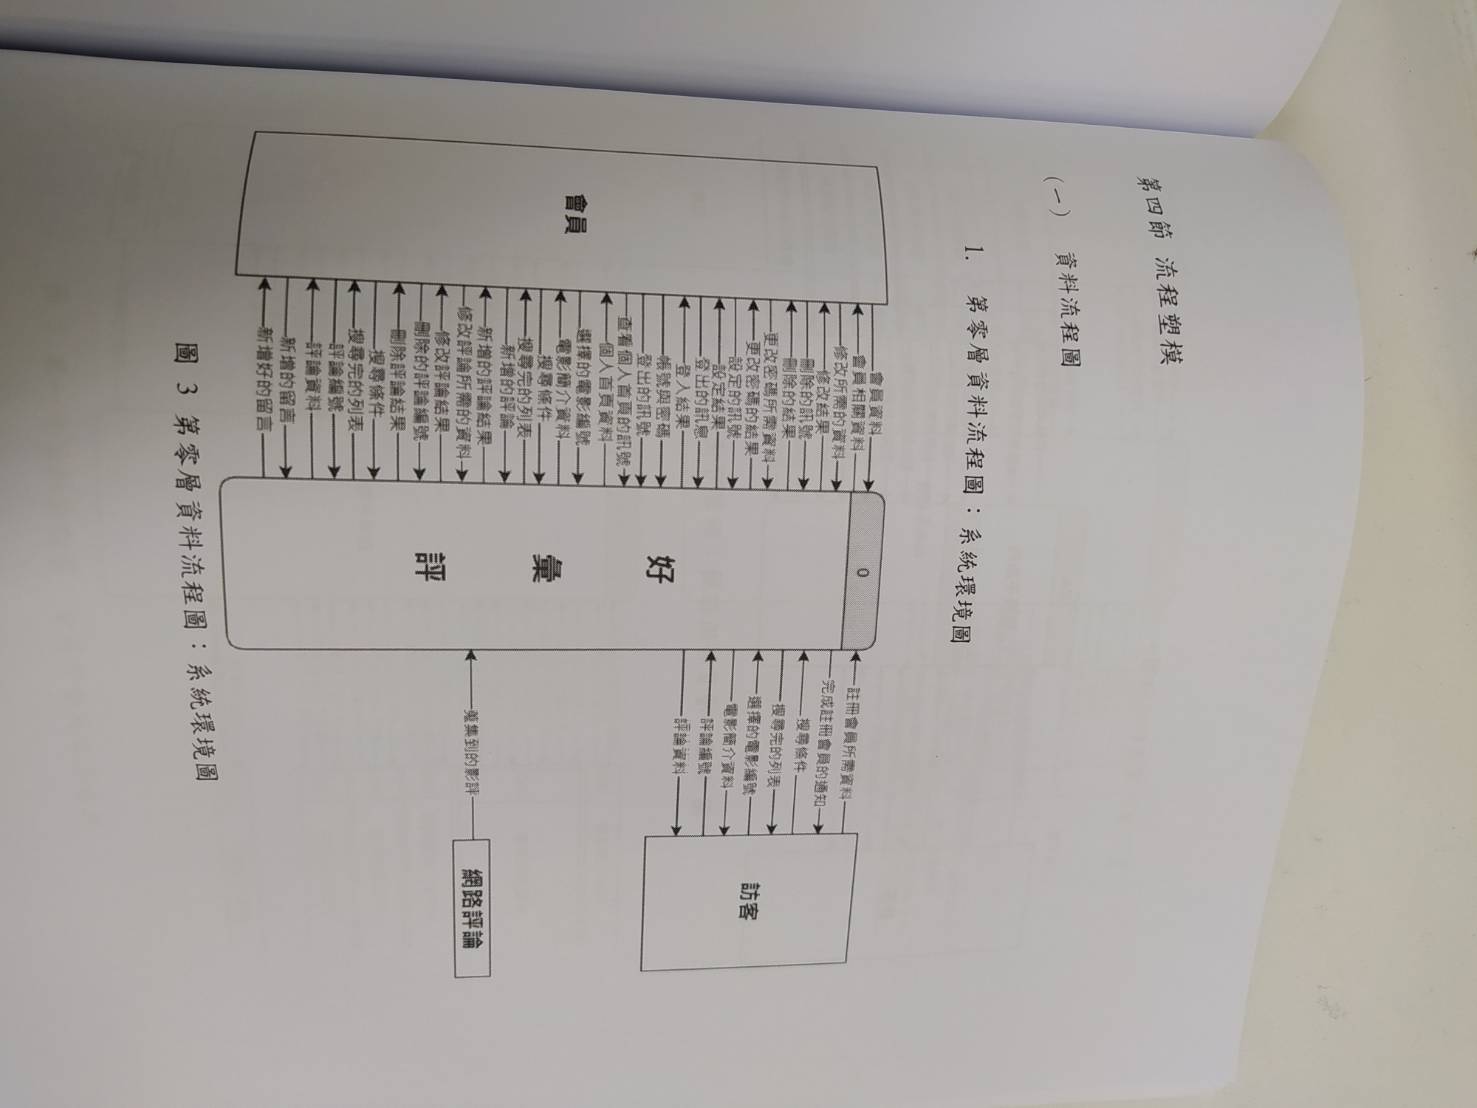 第四節 流程塑模
(一) 資料流程圖
1. 第零層資料流程圖：系統環境圖
會員
會員資料
會員相關資料
修改所需的資料
修改結果
刪除的訊號
刪除的結果
更改密碼所需資料
更改密碼的結果
設定的訊號
設定結果
登出的訊息
登入結果
帳號與密碼
登出的訊號
查看個人首頁的訊號
個人首頁資料
選擇的電影編號
電影簡介資料
搜尋條件
搜尋完的列表
新增的評論
新增的評論結果
修改評論所需的資料
修改評論結果
刪除的評論編號
刪除評論結果
搜尋條件
搜尋完的列表
評論編號
評論資料
新增的留言
新增好的留言
0
好
彙
評
註冊會員所需資料
完成註冊會員的通知
搜尋條件
搜尋完的列表
選擇的電影編號
電影簡介資料
評論編號
評論資料
訪客
蒐集到的影評
網路評論
圖 3 第零層資料流程圖：系統環境圖